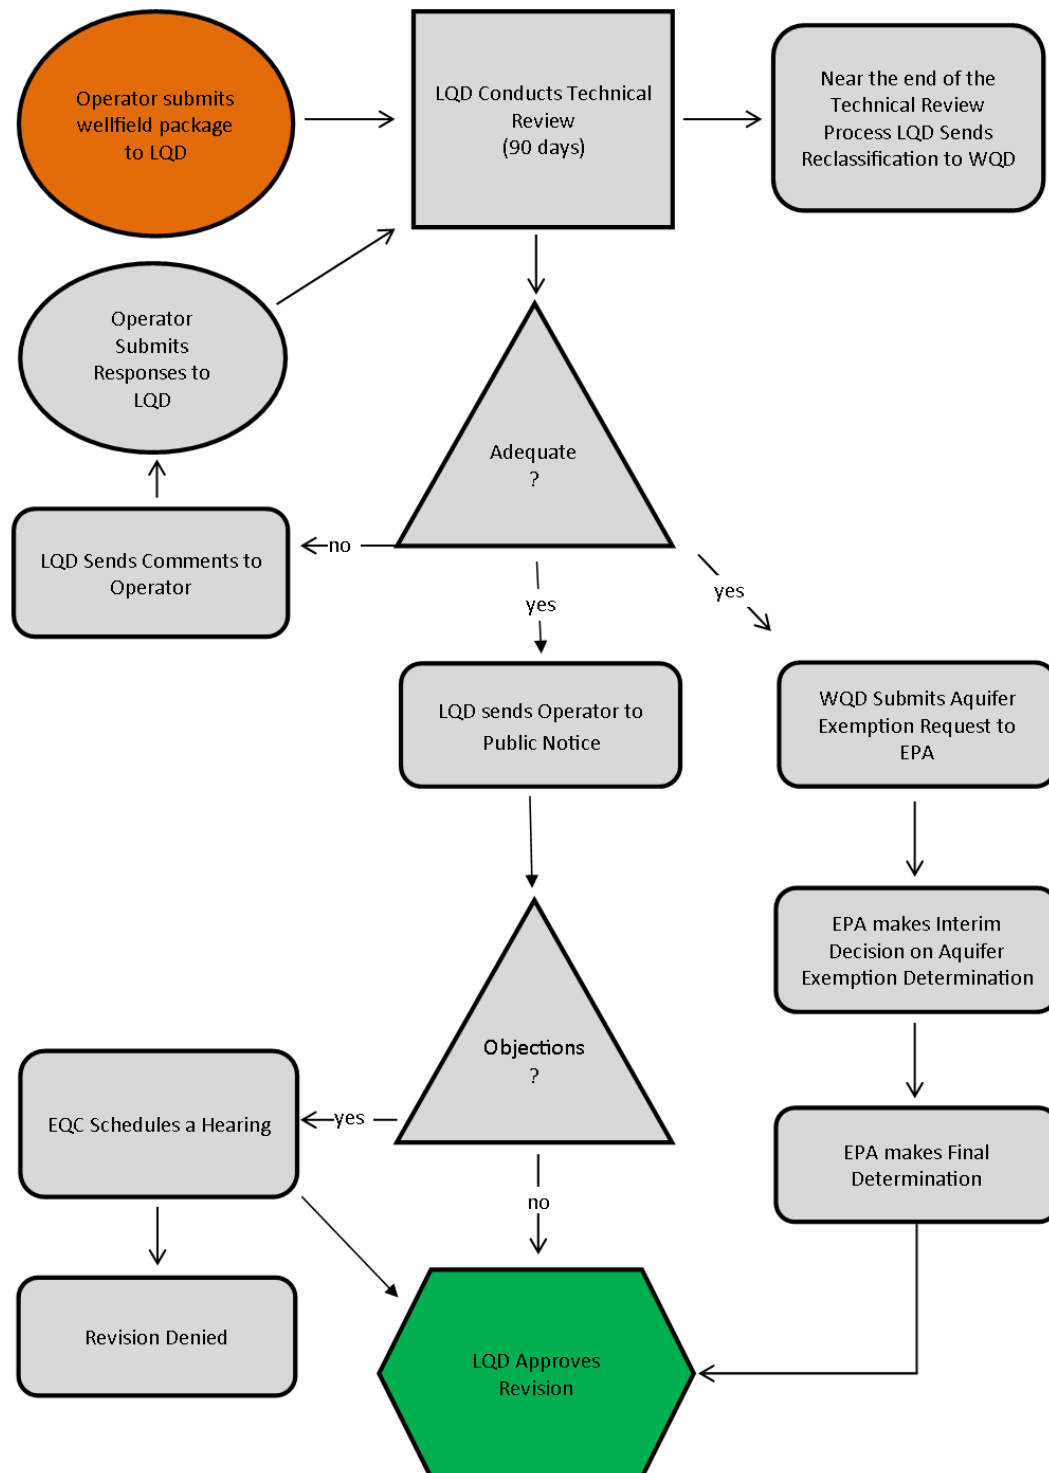 Operator submits
wellfield package
to LQD
LQD Conducts Technical
Review
(90 days)
Near the end of the
Technical Review
Process LQD Sends
Reclassification to WQD
Operator
Submits
Responses to
LQD
Adequate
?
no
LQD Sends Comments to
Operator
yes
yes
LQD sends Operator to
Public Notice
WQD Submits Aquifer
Exemption Request to
EPA
EPA makes Interim
Decision on Aquifer
Exemption Determination
Objections
?
yes
EQC Schedules a Hearing
no
EPA makes Final
Determination
Revision Denied
LQD Approves
Revision